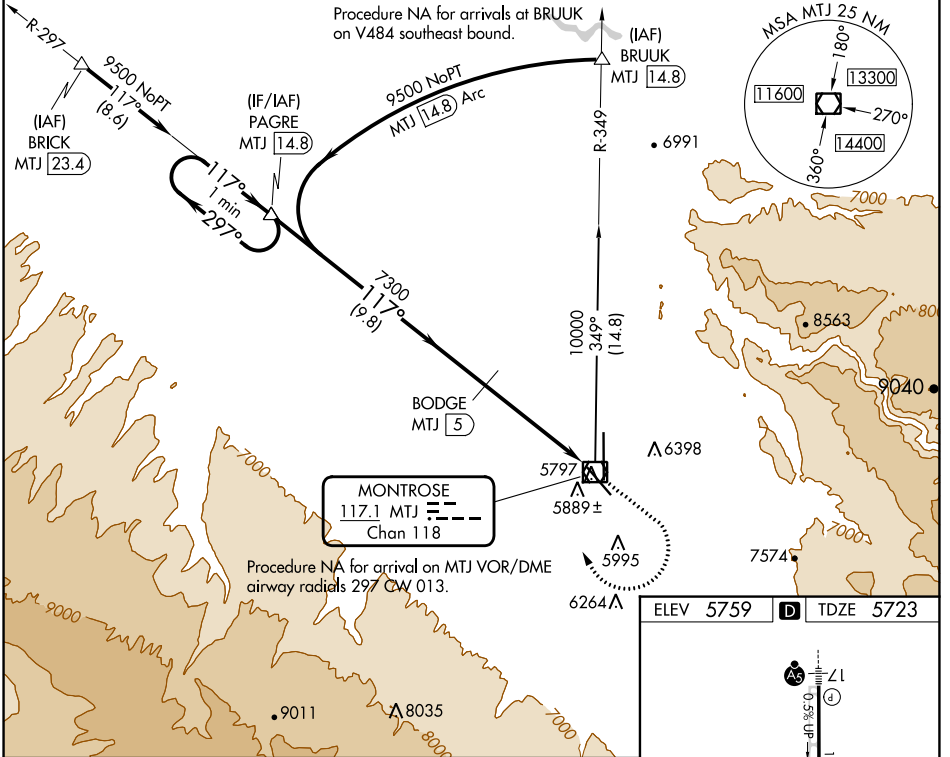 Procedure NA for arrivals at BRUUK
on V484 southeast bound.
R-297
9500 NoPT
117°
(8.6)
(IAF)
BRICK
MTJ 23.4
(IF/IAF)
PAGRE
MTJ 14.8
117°
1 min
297°
9500 NoPT
MTJ 14.8 Arc
(IAF)
BRUUK
MTJ 14.8
R-349
6991
MSA MTJ 25 NM
180°
13300
11600
270°
14400
360°
7000
8563
800
9040
7300
117°
(9.8)
10000
349°
(14.8)
BODGE
MTJ 5
6398
5797
5889±
MONTROSE
117.1 MTJ
Chan 118
7000
5995
7000
7574
6264
Procedure NA for arrival on MTJ VOR/DME
airway radials 297 CW 013.
9000
9011
8035
7000
8000
ELEV 5759 D TDZE 5723
A5
17
P
0.5% UP
1